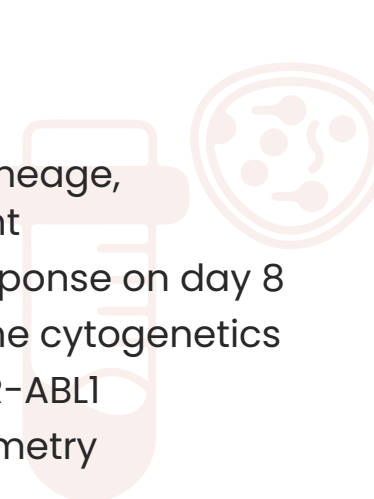 neage,
nt
ponse on day 8
ne cytogenetics
R-ABL1
metry